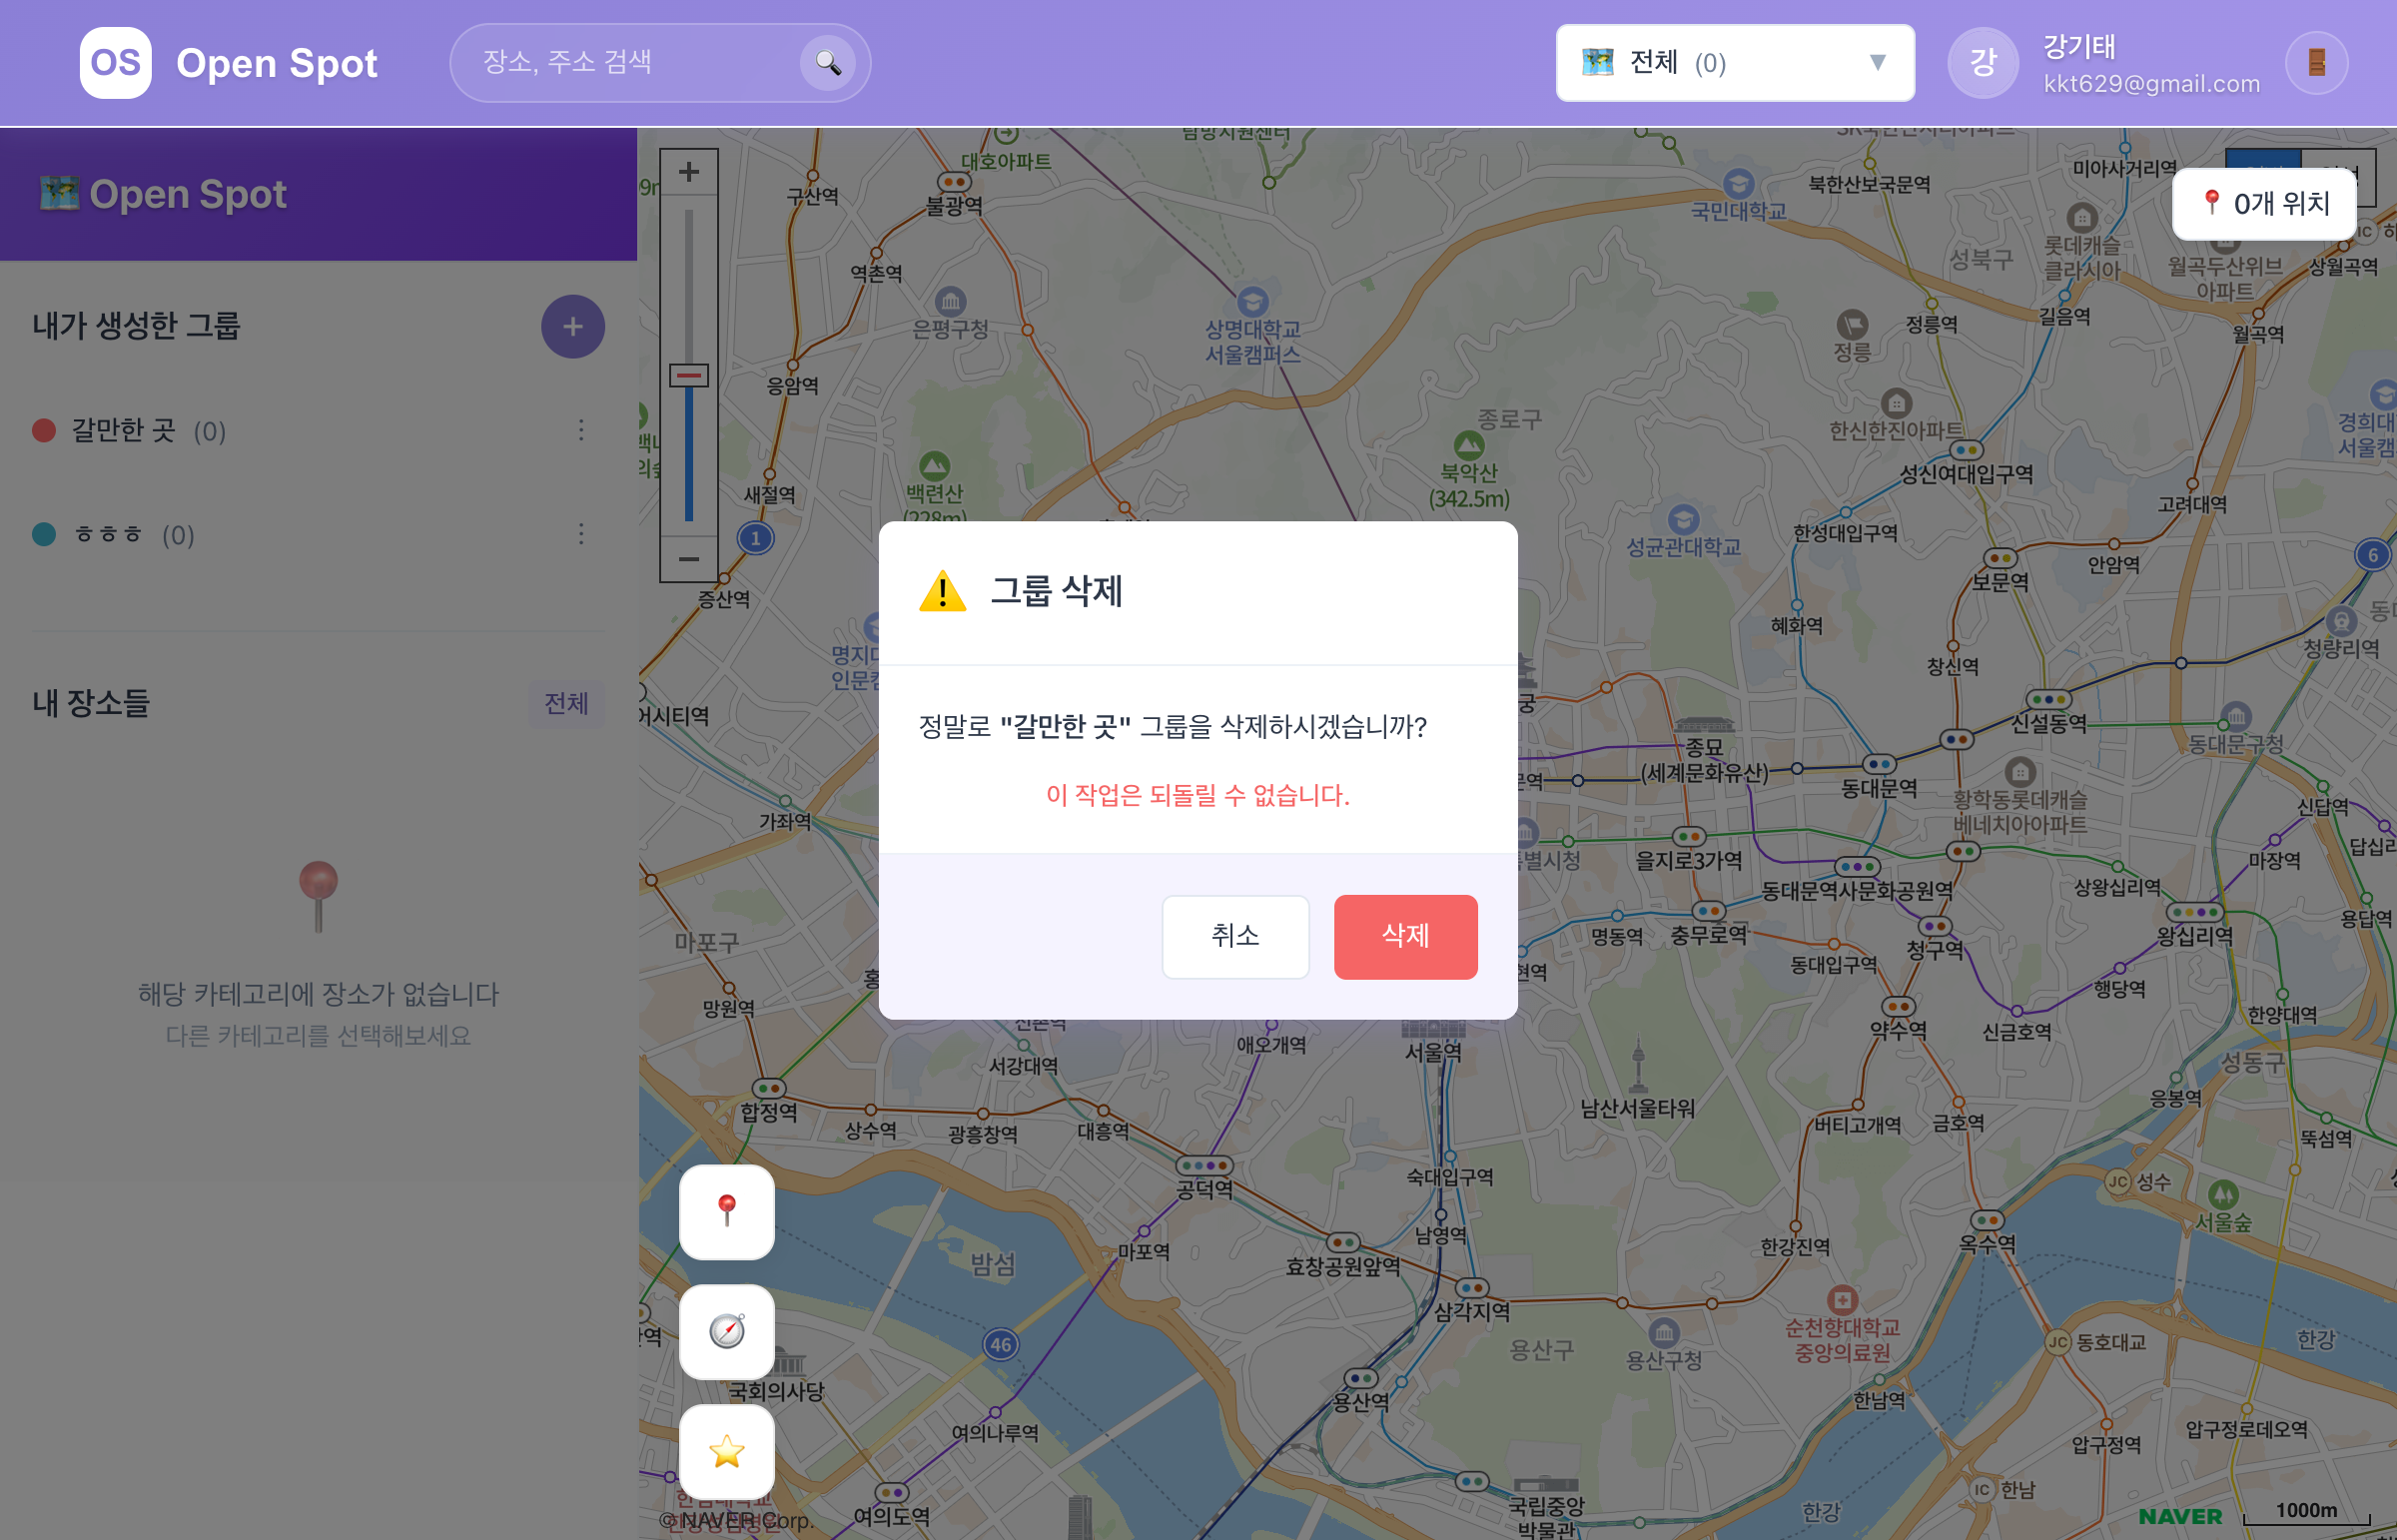 OS
Open Spot
장소, 주소 검색
전체 (0)
▼
강
강기태
kkt629@gmail.com
Open Spot
내가 생성한 그룹
+
갈만한 곳 (0)
ㅎㅎㅎ (0)
내 장소들
전체
해당 카테고리에 장소가 없습니다
다른 카테고리를 선택해보세요
그룹 삭제
정말로 "갈만한 곳" 그룹을 삭제하시겠습니까?
이 작업은 되돌릴 수 없습니다.
취소
삭제
0개 위치
대호아파트
구산역
불광역
역촌역
은평구청
상명대학교
서울캠퍼스
응암역
새절역
백련산
(228m)
1
증산역
종로구
북악산
(342.5m)
국민대학교
북한산보국문역
미아사거리역
성북구
롯데캐슬
클라시아
월곡두산위브
아파트
상월곡역
정릉역
길음역
월곡역
정릉
한신한진아파트
성신여대입구역
고려대역
한성대입구역
성균관대학교
안암역
6
보문역
혜화역
창신역
청량리역
신설동역
동대문구청
종묘
(세계문화유산)
동대문역
황학동롯데캐슬
베네치아아파트
신답역
마장역
을지로3가역
동대문역사문화공원역
상왕십리역
용답역
왕십리역
명동역
충무로역
청구역
동대입구역
행당역
약수역
신금호역
한양대역
성동구
응봉역
가좌역
마포구
망원역
서강대역
애오개역
서울역
합정역
상수역
광흥창역
대흥역
남산서울타워
버티고개역
금호역
뚝섬역
공덕역
숙대입구역
JC 성수
서울숲
마포역
남영역
한강진역
옥수역
밤섬
효창공원앞역
삼각지역
순천향대학교
중앙의료원
JC 동호대교
한강
46
용산구
용산구청
국회의사당
용산역
한남역
여의나루역
압구정역
압구정로데오역
여의도역
국립중앙
박물관
IC 한남
한강
© NAVER Corp.
NAVER
1000m